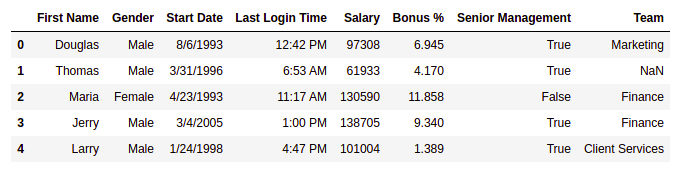 First Name Gender Start Date Last Login Time Salary Bonus % Senior Management Team
0 Douglas Male 8/6/1993 12:42 PM 97308 6.945 True Marketing
1 Thomas Male 3/31/1996 6:53 AM 61933 4.170 True NaN
2 Maria Female 4/23/1993 11:17 AM 130590 11.858 False Finance
3 Jerry Male 3/4/2005 1:00 PM 138705 9.340 True Finance
4 Larry Male 1/24/1998 4:47 PM 101004 1.389 True Client Services